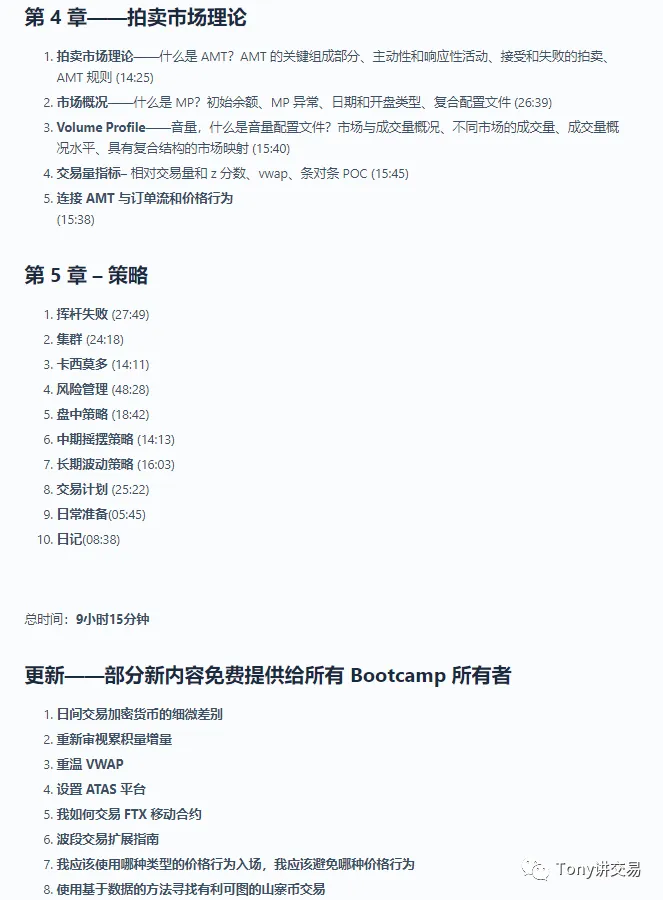 第 4 章——拍卖市场理论
1. 拍卖市场理论——什么是 AMT？AMT 的关键组成部分、主动性和响应性活动、接受和失败的拍卖、
AMT 规则 (14:25)
2. 市场概况——什么是 MP？初始余额、MP 异常、日期和开盘类型、复合配置文件 (26:39)
3. Volume Profile——音量，什么是音量配置文件？市场与成交量概况、不同市场的成交量、成交量概
况水平、具有复合结构的市场映射 (15:40)
4. 交易量指标– 相对交易量和 z 分数、vwap、条对条 POC (15:45)
5. 连接 AMT 与订单流和价格行为
(15:38)
第 5 章 – 策略
1. 挥杆失败 (27:49)
2. 集群 (24:18)
3. 卡西莫多 (14:11)
4. 风险管理 (48:28)
5. 盘中策略 (18:42)
6. 中期摇摆策略 (14:13)
7. 长期波动策略 (16:03)
8. 交易计划 (25:22)
9. 日常准备(05:45)
10. 日记(08:38)
总时间：9小时15分钟
更新——部分新内容免费提供给所有 Bootcamp 所有者
1. 日间交易加密货币的细微差别
2. 重新审视累积量增量
3. 重温 VWAP
4. 设置 ATAS 平台
5. 我如何交易 FTX 移动合约
6. 波段交易扩展指南
7. 我应该使用哪种类型的价格行为入场，我应该避免哪种价格行为
8. 使用基于数据的方法寻找有利可图的山寨币交易
Tony讲交易